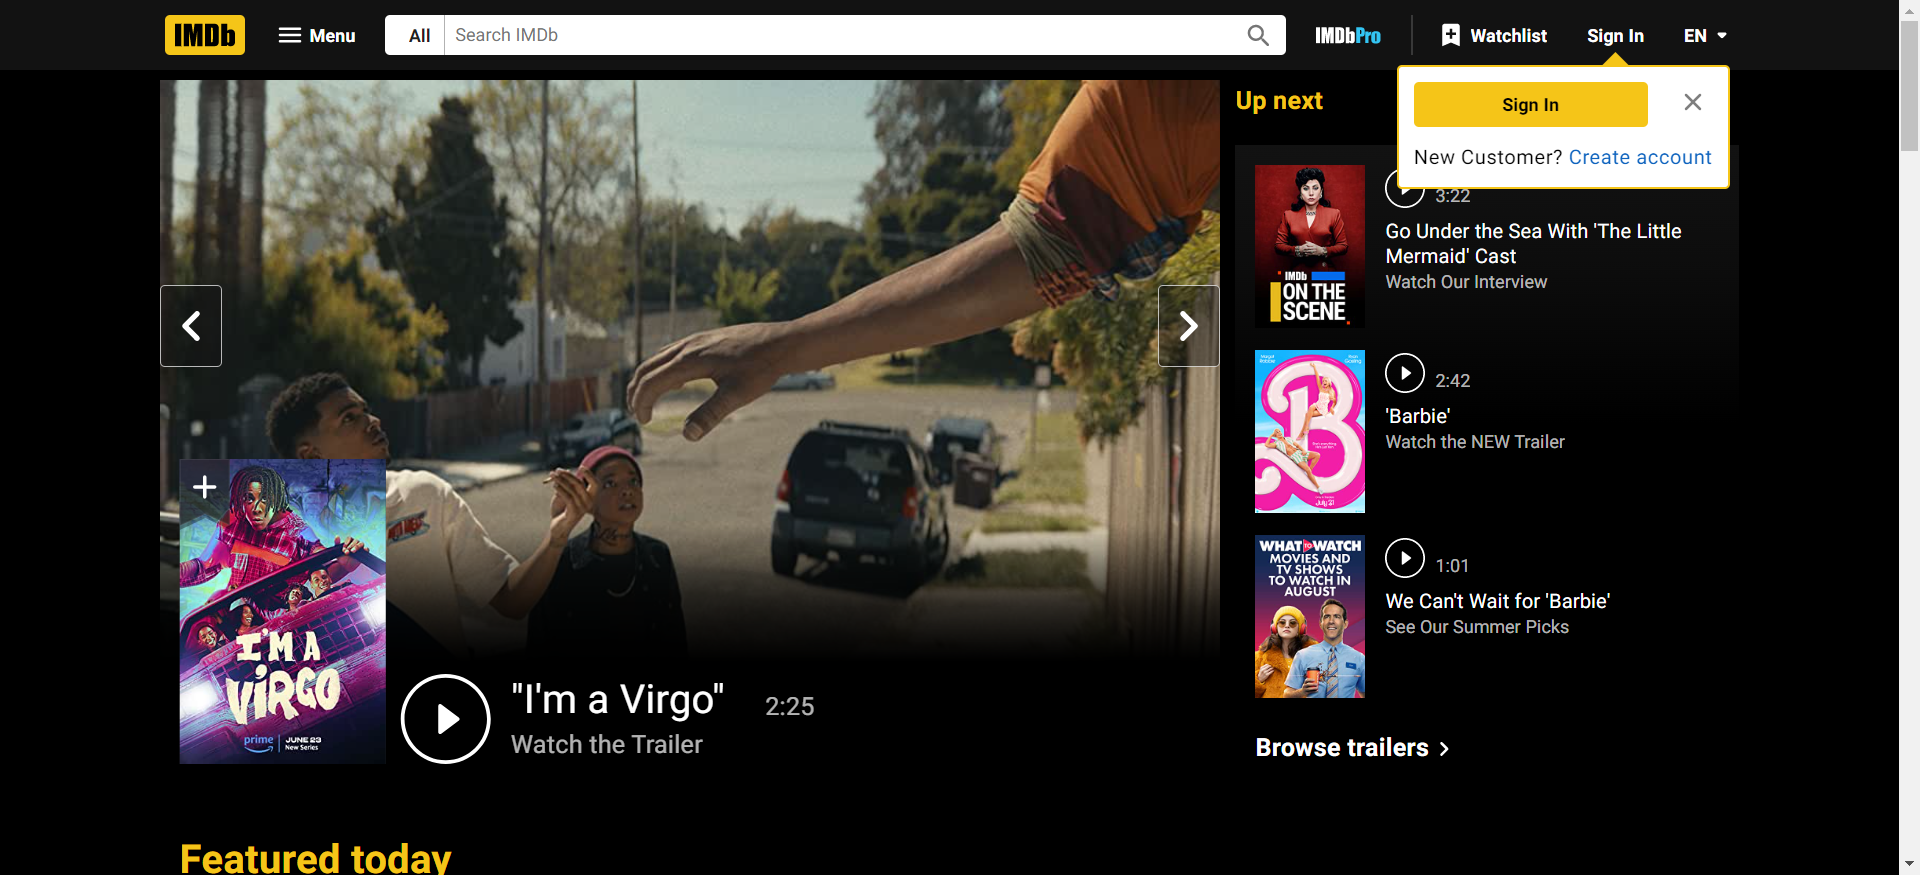 IMDb
Menu
All
Search IMDb
IMDbPro
Watchlist
Sign In
EN
Up next
Sign In
New Customer? Create account
3:22
Go Under the Sea With 'The Little
Mermaid' Cast
Watch Our Interview
IMDb
ON THE
SCENE
2:42
'Barbie'
Watch the NEW Trailer
B
July 21
WHAT TO WATCH
MOVIES AND
TV SHOWS
TO WATCH IN
AUGUST
1:01
We Can't Wait for 'Barbie'
See Our Summer Picks
I'M A
VIRGO
prime
JUNE 23
New Series
"I'm a Virgo"
2:25
Watch the Trailer
Browse trailers
Featured today